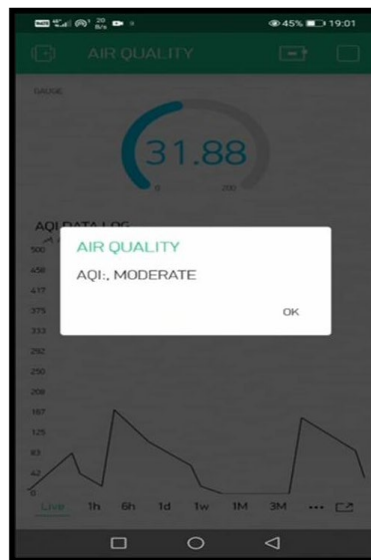 20
B/s
45% 19:01
AIR QUALITY
GAUGE
31.88
0 200
AQI DATA LOG
AIR QUALITY
AQI:, MODERATE
OK
500
458
417
375
333
292
250
208
167
125
83
42
0
Live 1h 6h 1d 1w 1M 3M ...